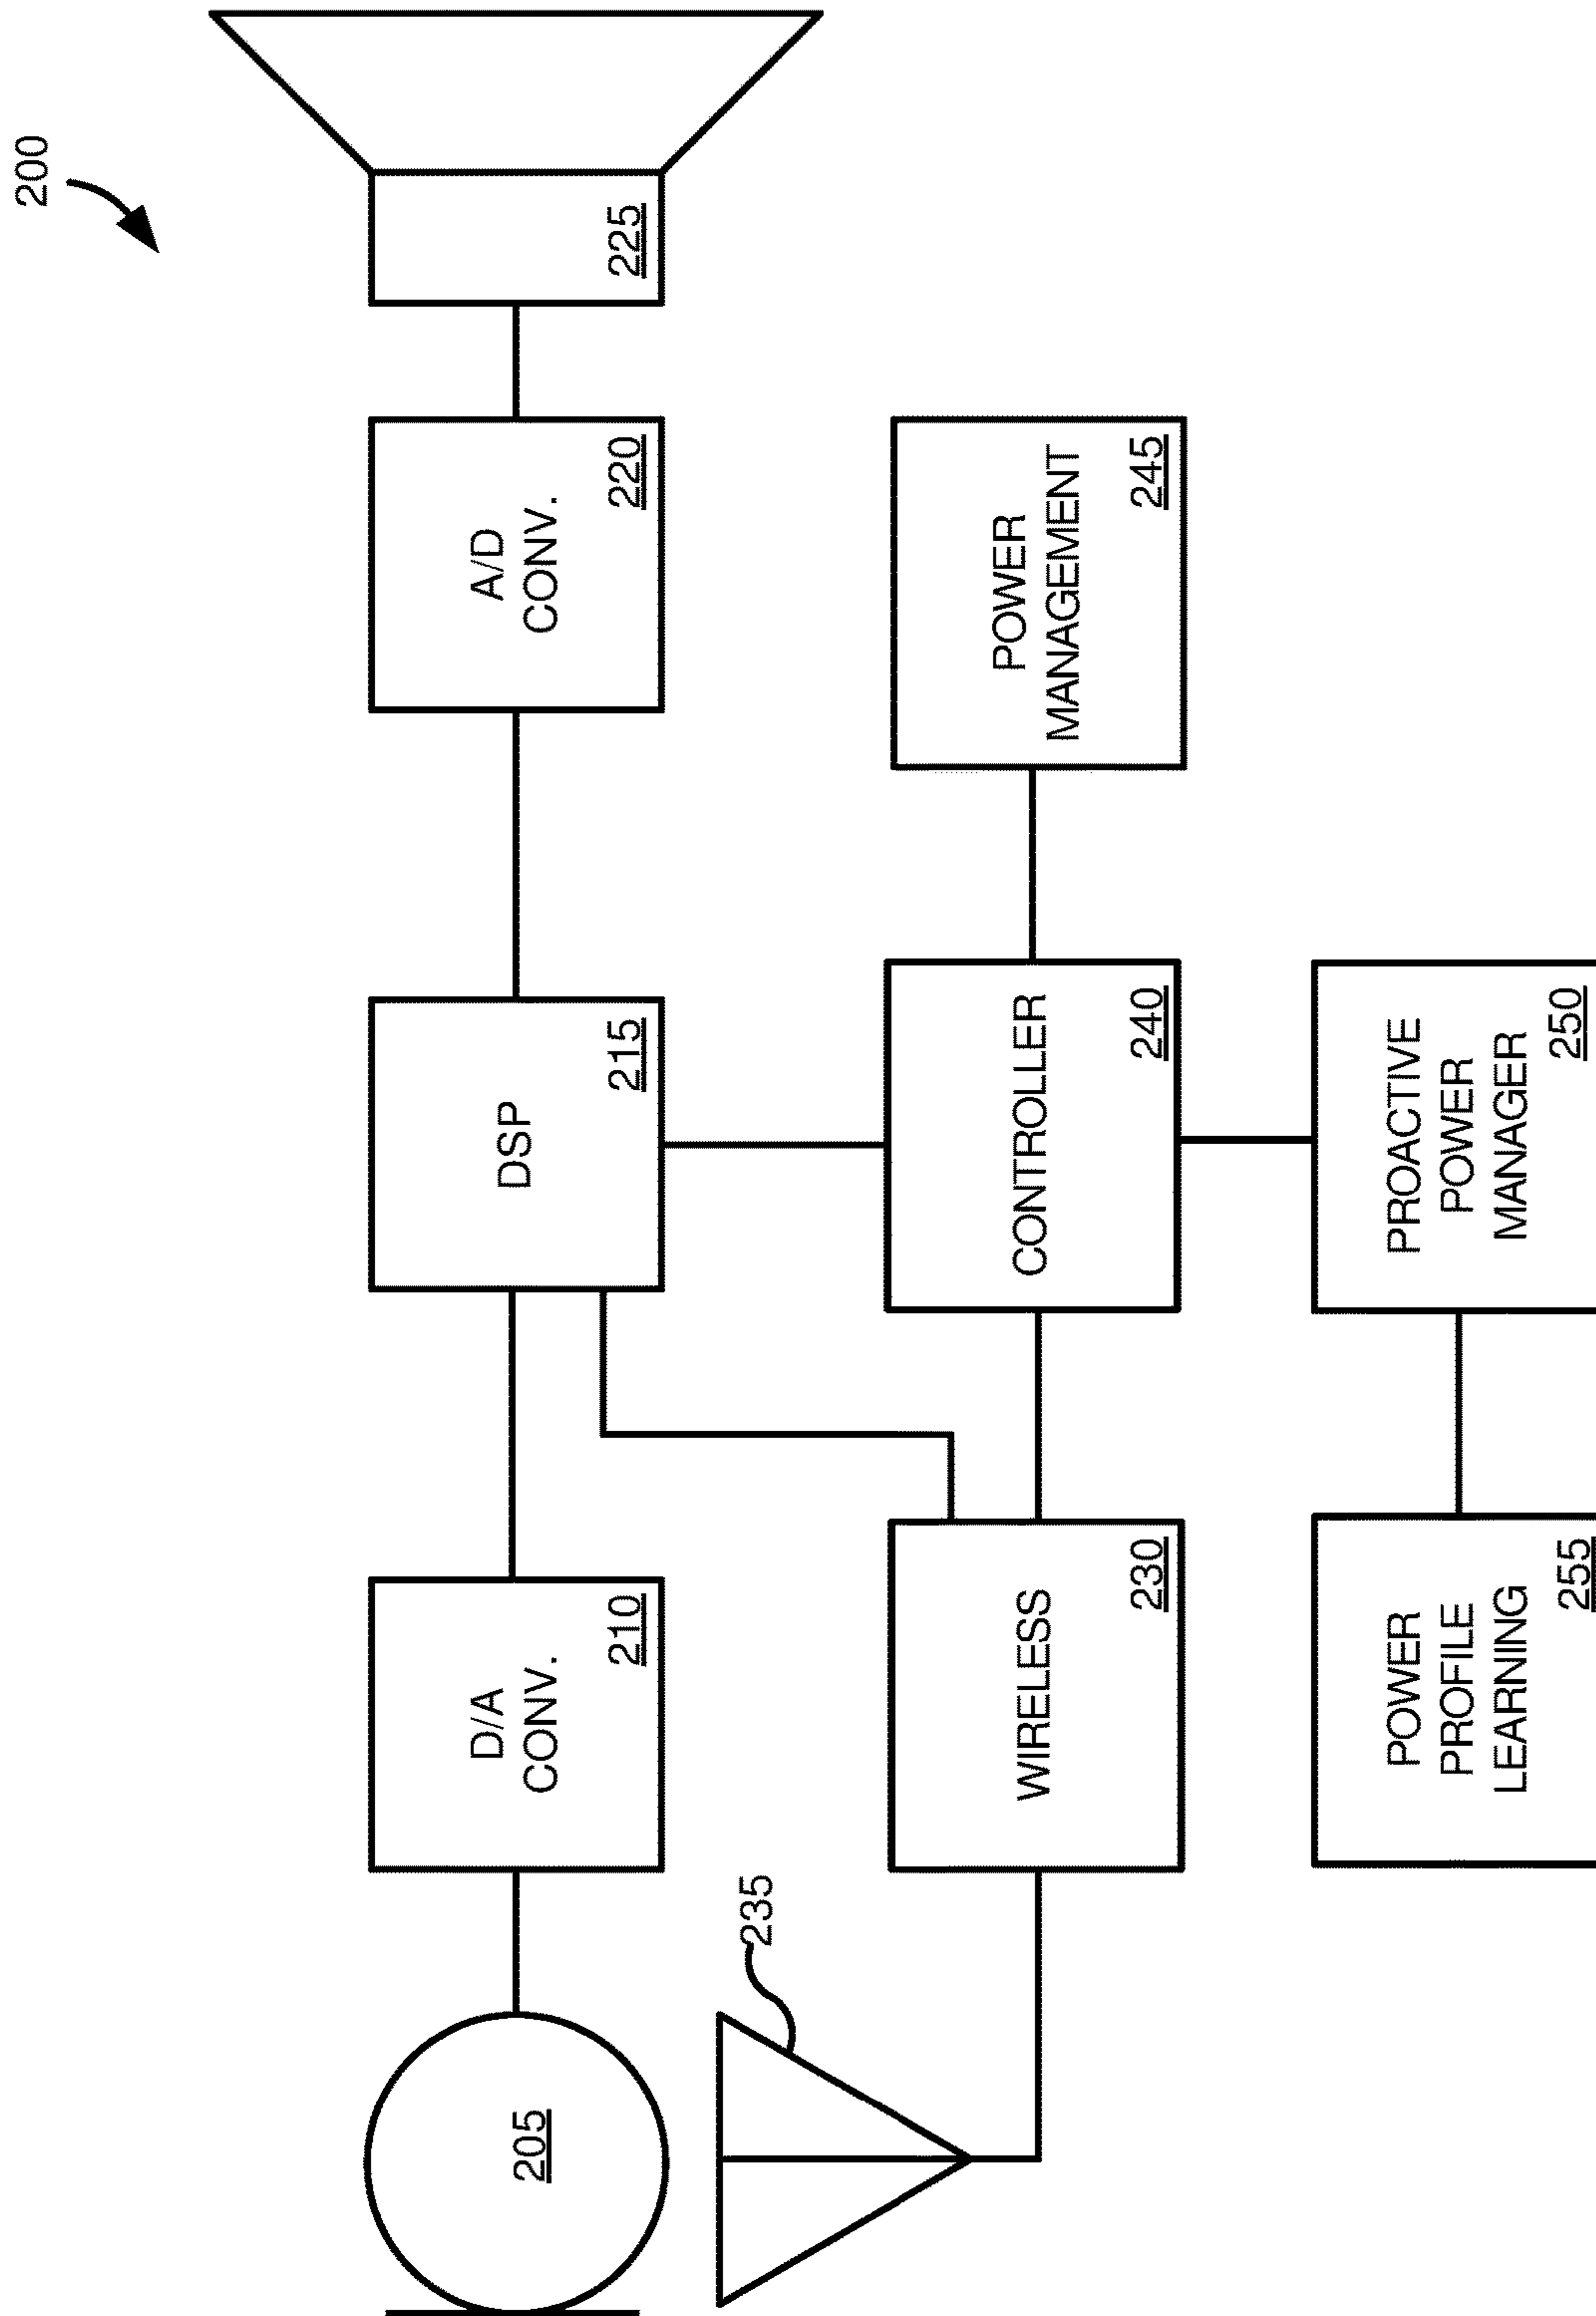 200
205
D/A
CONV.
210
DSP
215
A/D
CONV.
220
225
235
WIRELESS
230
CONTROLLER
240
POWER
MANAGEMENT
245
POWER
PROFILE
LEARNING
255
PROACTIVE
POWER
MANAGER
250